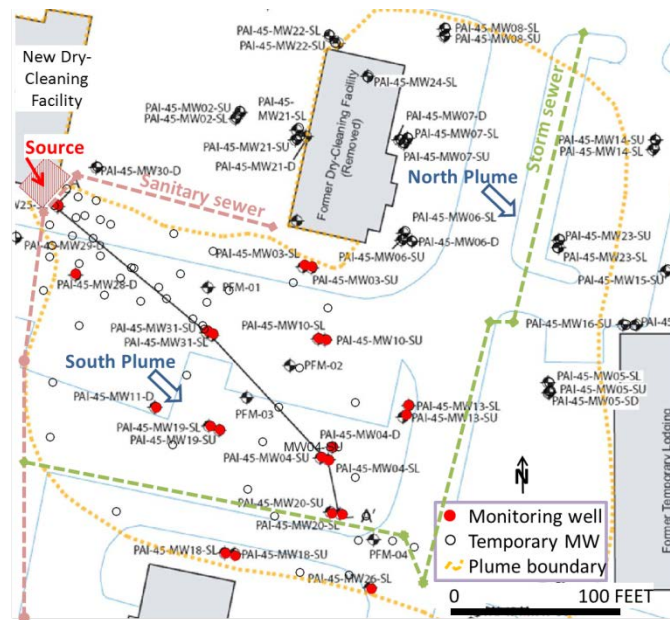 PAI-45-MW22-SL
PAI-45-MW22-SU
PAI-45-MW08-SL
PAI-45-MW08-SU
New Dry-
Cleaning
Facility
PAI-45-MW24-SL
PAI-45-MW02-SU
PAI-45-MW02-SL
PAI-45-
MW21-SL
PAI-45-MW07-D
PAI-45-MW07-SL
PAI-45-MW07-SU
PAI-45-MW21-SU
PAI-45-
MW21-D
Former Dry-Cleaning Facility
(Removed)
PAI-45-MW14-SU
PAI-45-MW14-SL
Storm sewer
Source
A
PAI-45-MW30-D
Sanitary sewer
North Plume
W25-
PAI-45-MW06-SL
PAI-45-MW06-D
PAI-45-
MW06-SU
PAI-45-MW23-SU
PAI-45-MW23-SL
PAI-45-
MW29-D
PAI-45-MW03-SL
PAI-45-
MW03-SU
PAI-45-
MW15-SU
PAI-45-
MW28-D
PFM-01
PAI-45-MW31-SU
PAI-45-
MW31-SL
PAI-45-MW10-SL
PAI-45-MW10-SU
PAI-45-MW16-SU
PAI-45
South Plume
PFM-02
PAI-45-MW05-SL
PAI-45-MW05-SU
PAI-45-MW05-SD
PAI-45-
MW11-D
PFM-03
PAI-45-MW13-SL
PAI-45-
MW13-SU
PAI-45-MW19-SL
PAI-45-
MW19-SU
PAI-45-MW04-D
PAI-45-MW04-SU
PAI-45-MW04-SL
Former Temporary Lodging
N
PAI-45-MW20-SU
PAI-45-
MW20-SL
A'
PAI-45-MW18-SL
PAI-45-MW18-SU
PFM-04
PAI-45-MW26-SL
Monitoring well
Temporary MW
Plume boundary
0
100 FEET